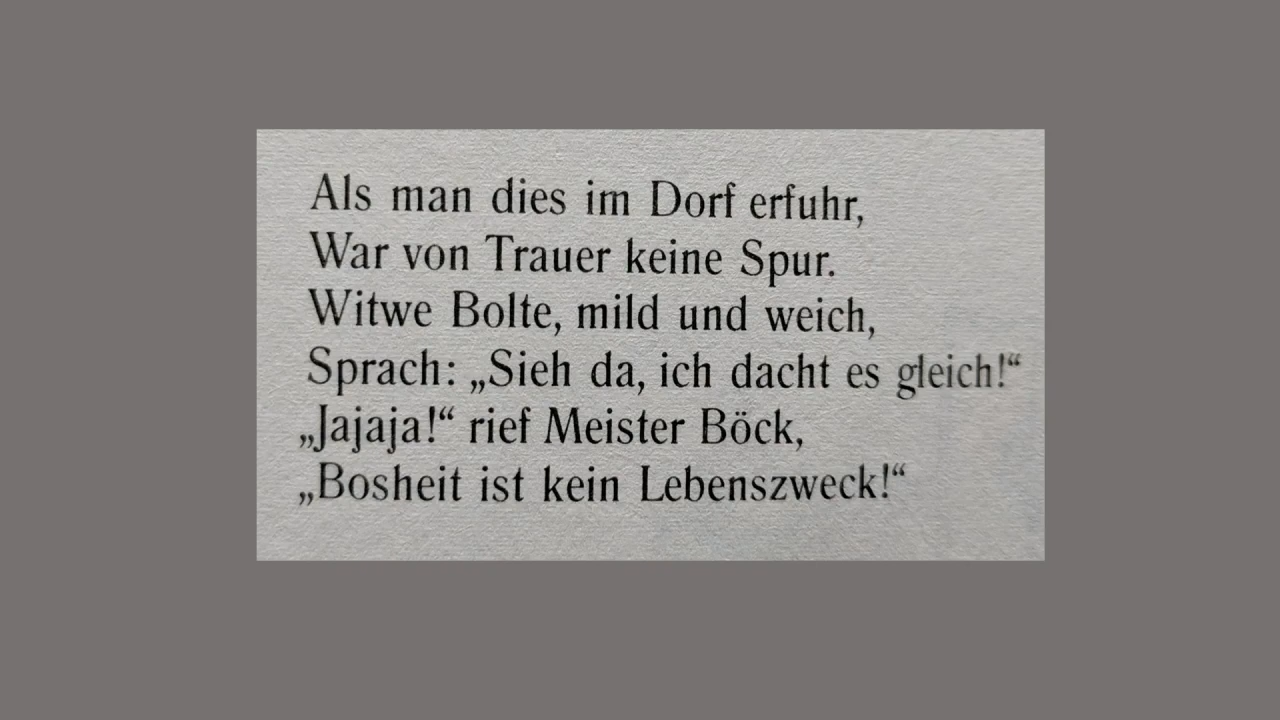 Als man dies im Dorf erfuhr,
War von Trauer keine Spur.
Witwe Bolte, mild und weich,
Sprach: „Sieh da, ich dacht es gleich!“
„Jajaja!“ rief Meister Böck,
„Bosheit ist kein Lebenszweck!“